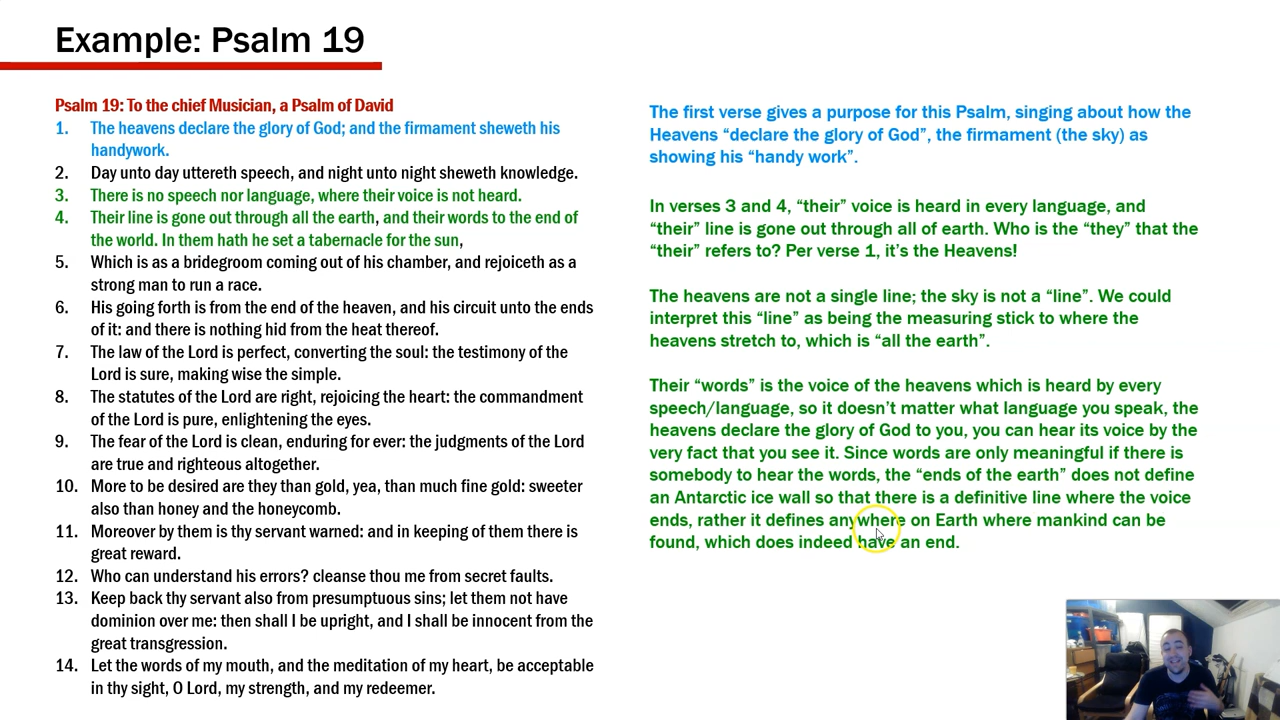 Example: Psalm 19
Psalm 19: To the chief Musician, a Psalm of David
1. The heavens declare the glory of God; and the firmament sheweth his
handywork.
2. Day unto day uttereth speech, and night unto night sheweth knowledge.
3. There is no speech nor language, where their voice is not heard.
4. Their line is gone out through all the earth, and their words to the end of
the world. In them hath he set a tabernacle for the sun,
5. Which is as a bridegroom coming out of his chamber, and rejoiceth as a
strong man to run a race.
6. His going forth is from the end of the heaven, and his circuit unto the ends
of it: and there is nothing hid from the heat thereof.
7. The law of the Lord is perfect, converting the soul: the testimony of the
Lord is sure, making wise the simple.
8. The statutes of the Lord are right, rejoicing the heart: the commandment
of the Lord is pure, enlightening the eyes.
9. The fear of the Lord is clean, enduring for ever: the judgments of the Lord
are true and righteous altogether.
10. More to be desired are they than gold, yea, than much fine gold: sweeter
also than honey and the honeycomb.
11. Moreover by them is thy servant warned: and in keeping of them there is
great reward.
12. Who can understand his errors? cleanse thou me from secret faults.
13. Keep back thy servant also from presumptuous sins; let them not have
dominion over me: then shall I be upright, and I shall be innocent from the
great transgression.
14. Let the words of my mouth, and the meditation of my heart, be acceptable
in thy sight, O Lord, my strength, and my redeemer.
The first verse gives a purpose for this Psalm, singing about how the
Heavens “declare the glory of God”, the firmament (the sky) as
showing his “handy work”.
In verses 3 and 4, “their” voice is heard in every language, and
“their” line is gone out through all of earth. Who is the “they” that the
“their” refers to? Per verse 1, it’s the Heavens!
The heavens are not a single line; the sky is not a “line”. We could
interpret this “line” as being the measuring stick to where the
heavens stretch to, which is “all the earth”.
Their “words” is the voice of the heavens which is heard by every
speech/language, so it doesn’t matter what language you speak, the
heavens declare the glory of God to you, you can hear its voice by the
very fact that you see it. Since words are only meaningful if there is
somebody to hear the words, the “ends of the earth” does not define
an Antarctic ice wall so that there is a definitive line where the voice
ends, rather it defines anywhere on Earth where mankind can be
found, which does indeed have an end.